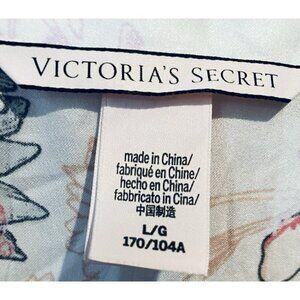 VICTORIA'S SECRET
made in China/
fabriqué en Chine/
hecho en China/
fabbricato in Cina/
中国制造
L/G
170/104A